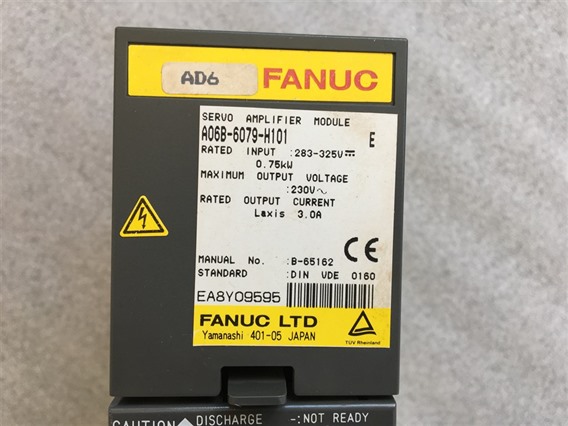 AD6
FANUC
SERVO AMPLIFIER MODULE
A06B-6079-H101 E
RATED INPUT :283-325V⎓
0.75kW
MAXIMUM OUTPUT VOLTAGE
:230V~
RATED OUTPUT CURRENT
Laxis 3.0A
MANUAL No. :B-65162
STANDARD :DIN VDE 0160
CE
EA8Y09595
FANUC LTD
Yamanashi 401-05 JAPAN
TÜV Rheinland
CAUTION DISCHARGE -:NOT READY